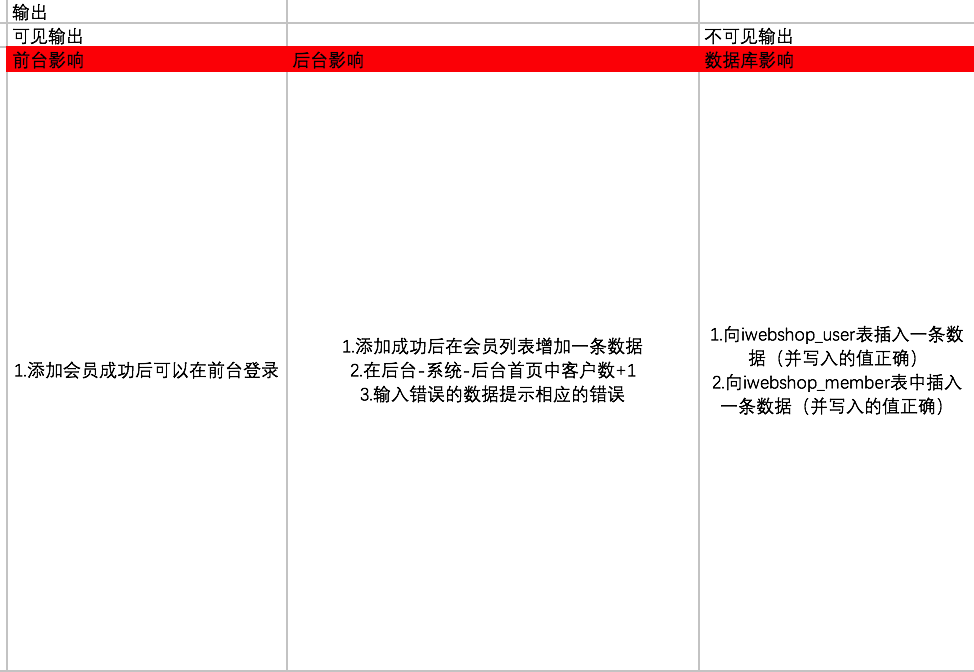 输出
可见输出
不可见输出
前台影响
后台影响
数据库影响
1.添加会员成功后可以在前台登录
1.添加成功后在会员列表增加一条数据
2.在后台-系统-后台首页中客户数+1
3.输入错误的数据提示相应的错误
1.向iwebshop_user表插入一条数
据（并写入的值正确）
2.向iwebshop_member表中插入
一条数据（并写入的值正确）